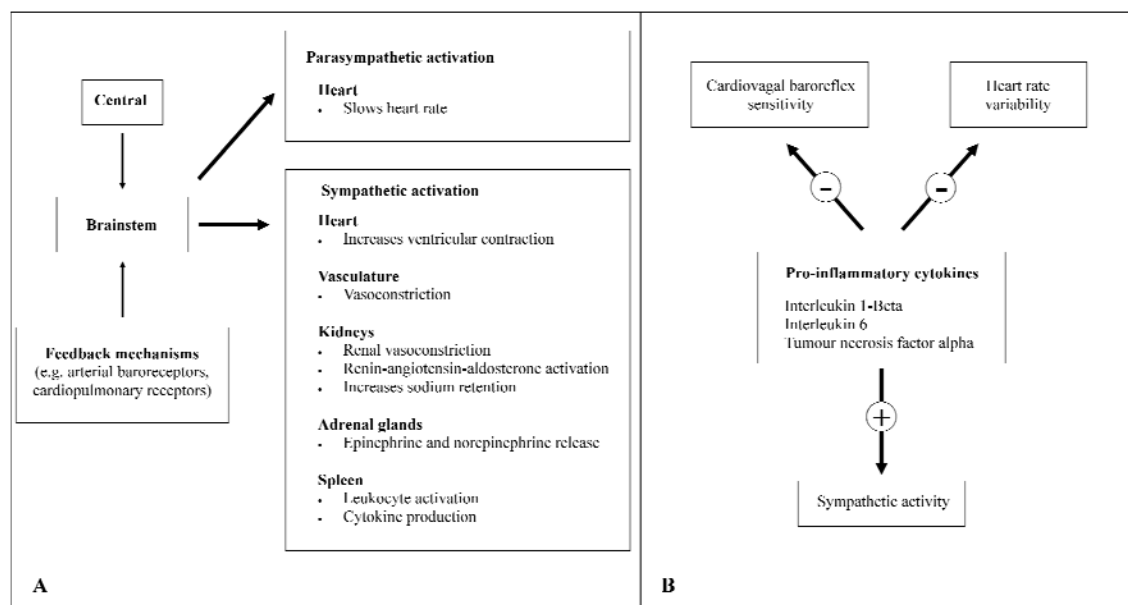 Central
Brainstem
Feedback mechanisms
(e.g. arterial baroreceptors,
cardiopulmonary receptors)
Parasympathetic activation
Heart
• Slows heart rate
Sympathetic activation
Heart
• Increases ventricular contraction
Vasculature
• Vasoconstriction
Kidneys
• Renal vasoconstriction
• Renin-angiotensin-aldosterone activation
• Increases sodium retention
Adrenal glands
• Epinephrine and norepinephrine release
Spleen
• Leukocyte activation
• Cytokine production
A
Cardiovagal baroreflex
sensitivity
Heart rate
variability
-
-
Pro-inflammatory cytokines
Interleukin 1-Beta
Interleukin 6
Tumour necrosis factor alpha
+
Sympathetic activity
B